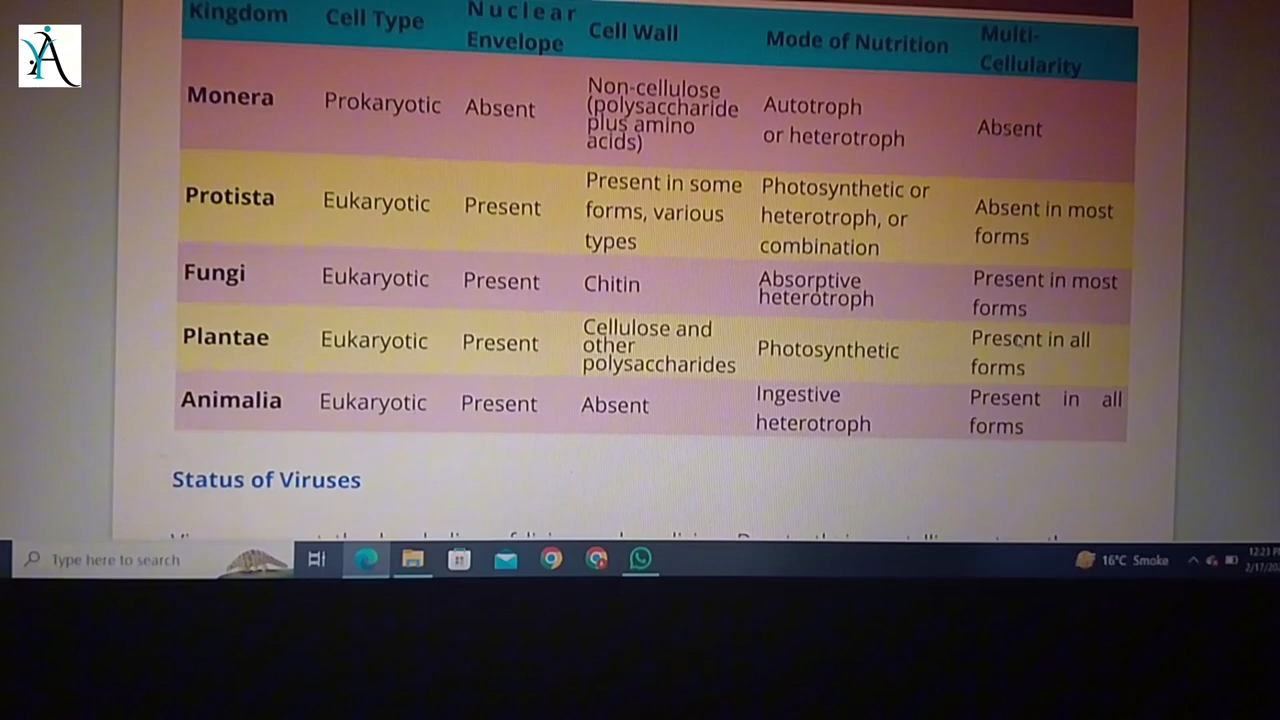 Kingdom Cell Type Nuclear Envelope Cell Wall Mode of Nutrition Multi-Cellularity
Monera Prokaryotic Absent Non-cellulose (polysaccharide plus amino acids) Autotroph or heterotroph Absent
Protista Eukaryotic Present Present in some forms, various types Photosynthetic or heterotroph, or combination Absent in most forms
Fungi Eukaryotic Present Chitin Absorptive heterotroph Present in most forms
Plantae Eukaryotic Present Cellulose and other polysaccharides Photosynthetic Present in all forms
Animalia Eukaryotic Present Absent Ingestive heterotroph Present in all forms
Status of Viruses
Type here to search
16°C Smoke